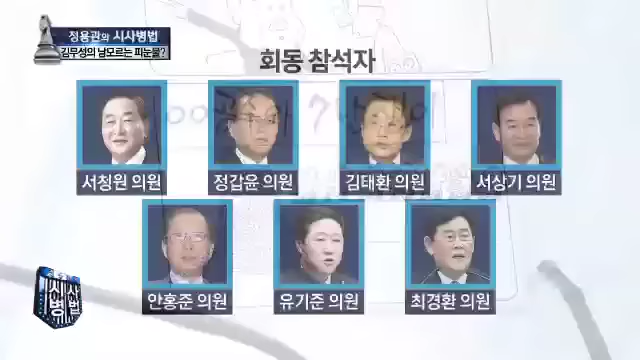 정용관의 시사병법
김무성의 남모르는 피눈물?
회동 참석자
서청원 의원
정갑윤 의원
김태환 의원
서상기 의원
안홍준 의원
유기준 의원
최경환 의원
시사
병법